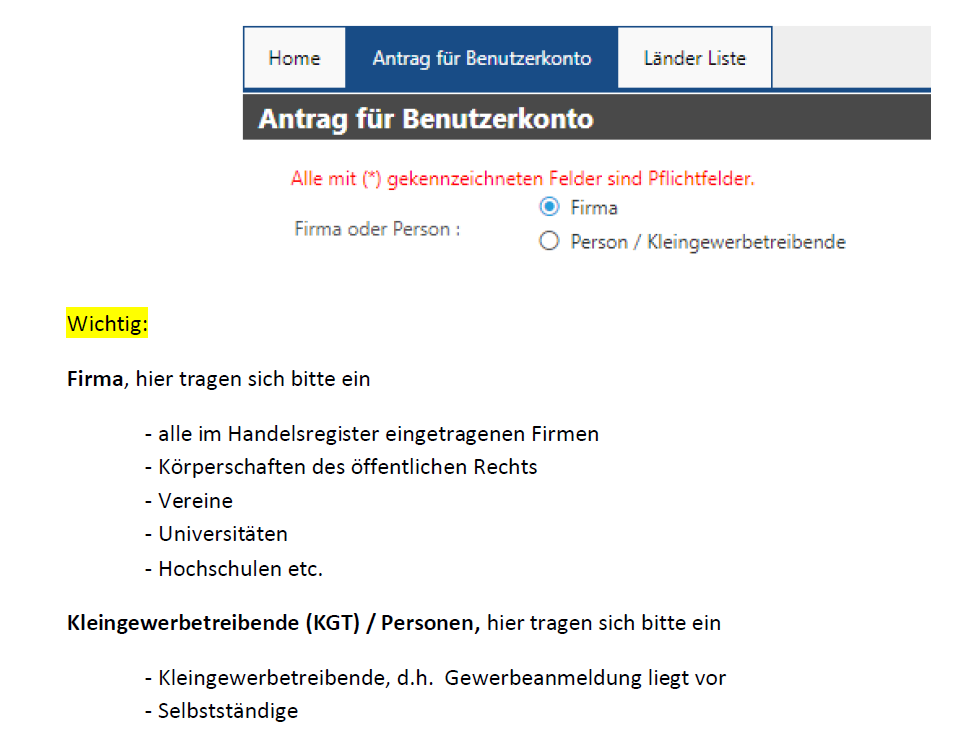 Home Antrag für Benutzerkonto Länder Liste
Antrag für Benutzerkonto
Alle mit (*) gekennzeichneten Felder sind Pflichtfelder.
Firma oder Person :
Firma
Person / Kleingewerbetreibende
Wichtig:
Firma, hier tragen sich bitte ein
- alle im Handelsregister eingetragenen Firmen
- Körperschaften des öffentlichen Rechts
- Vereine
- Universitäten
- Hochschulen etc.
Kleingewerbetreibende (KGT) / Personen, hier tragen sich bitte ein
- Kleingewerbetreibende, d.h.  Gewerbeanmeldung liegt vor
- Selbstständige